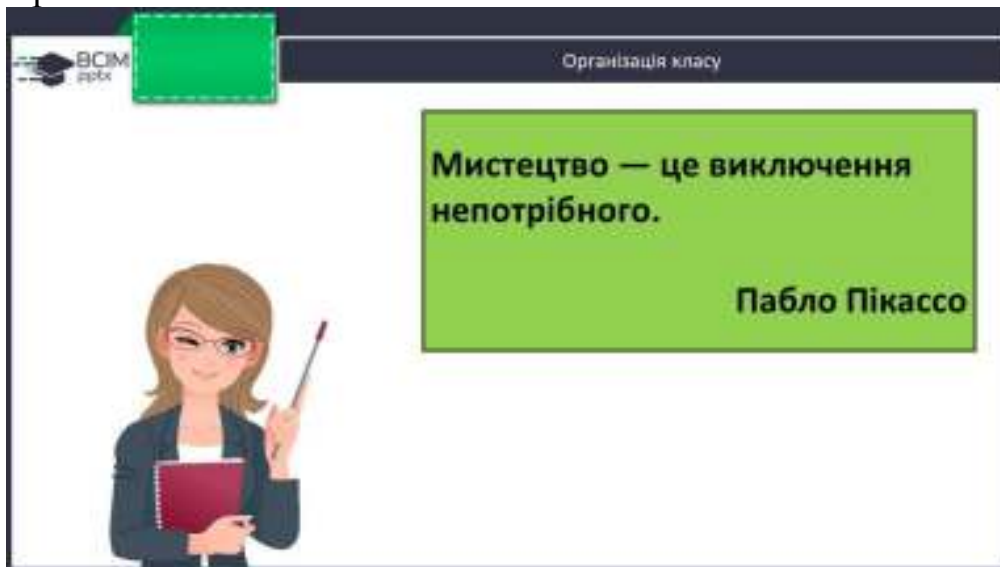 ВСІМ
pptx
Організація класу
Мистецтво — це виключення
непотрібного.
Пабло Пікассо